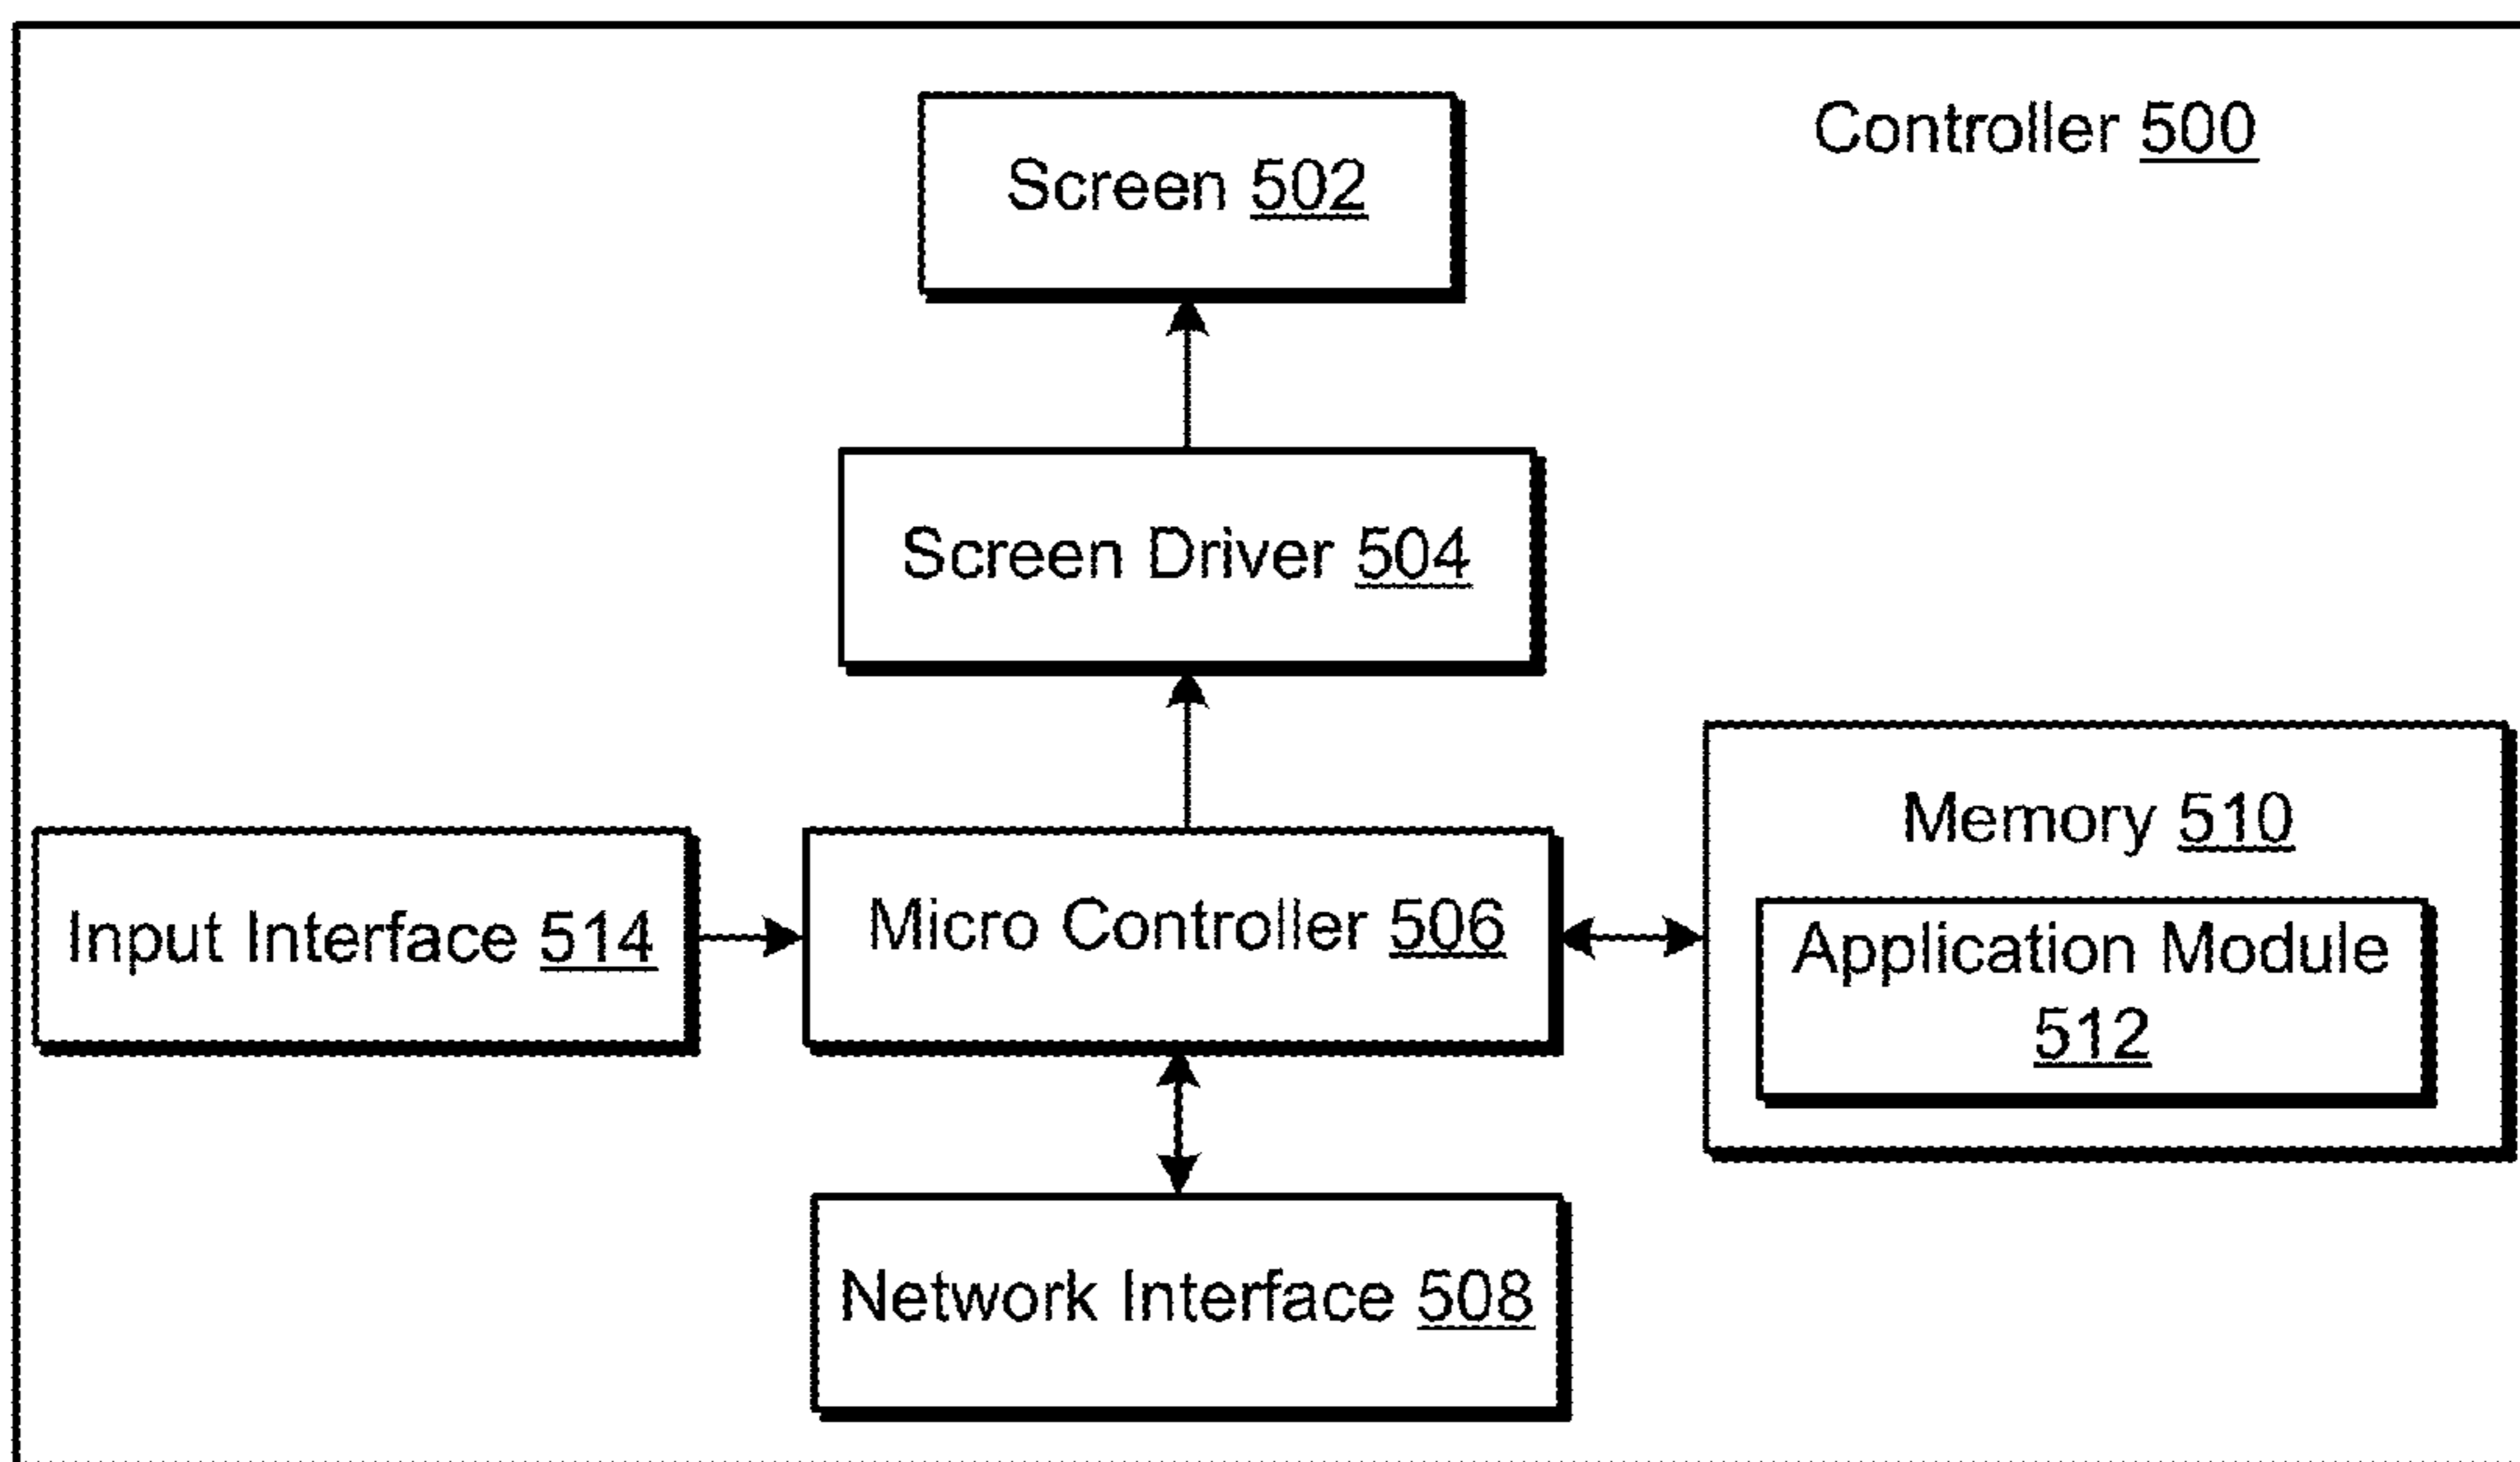 Controller 500
Screen 502
Screen Driver 504
Memory 510
Input Interface 514
Micro Controller 506
Application Module
512
Network Interface 508